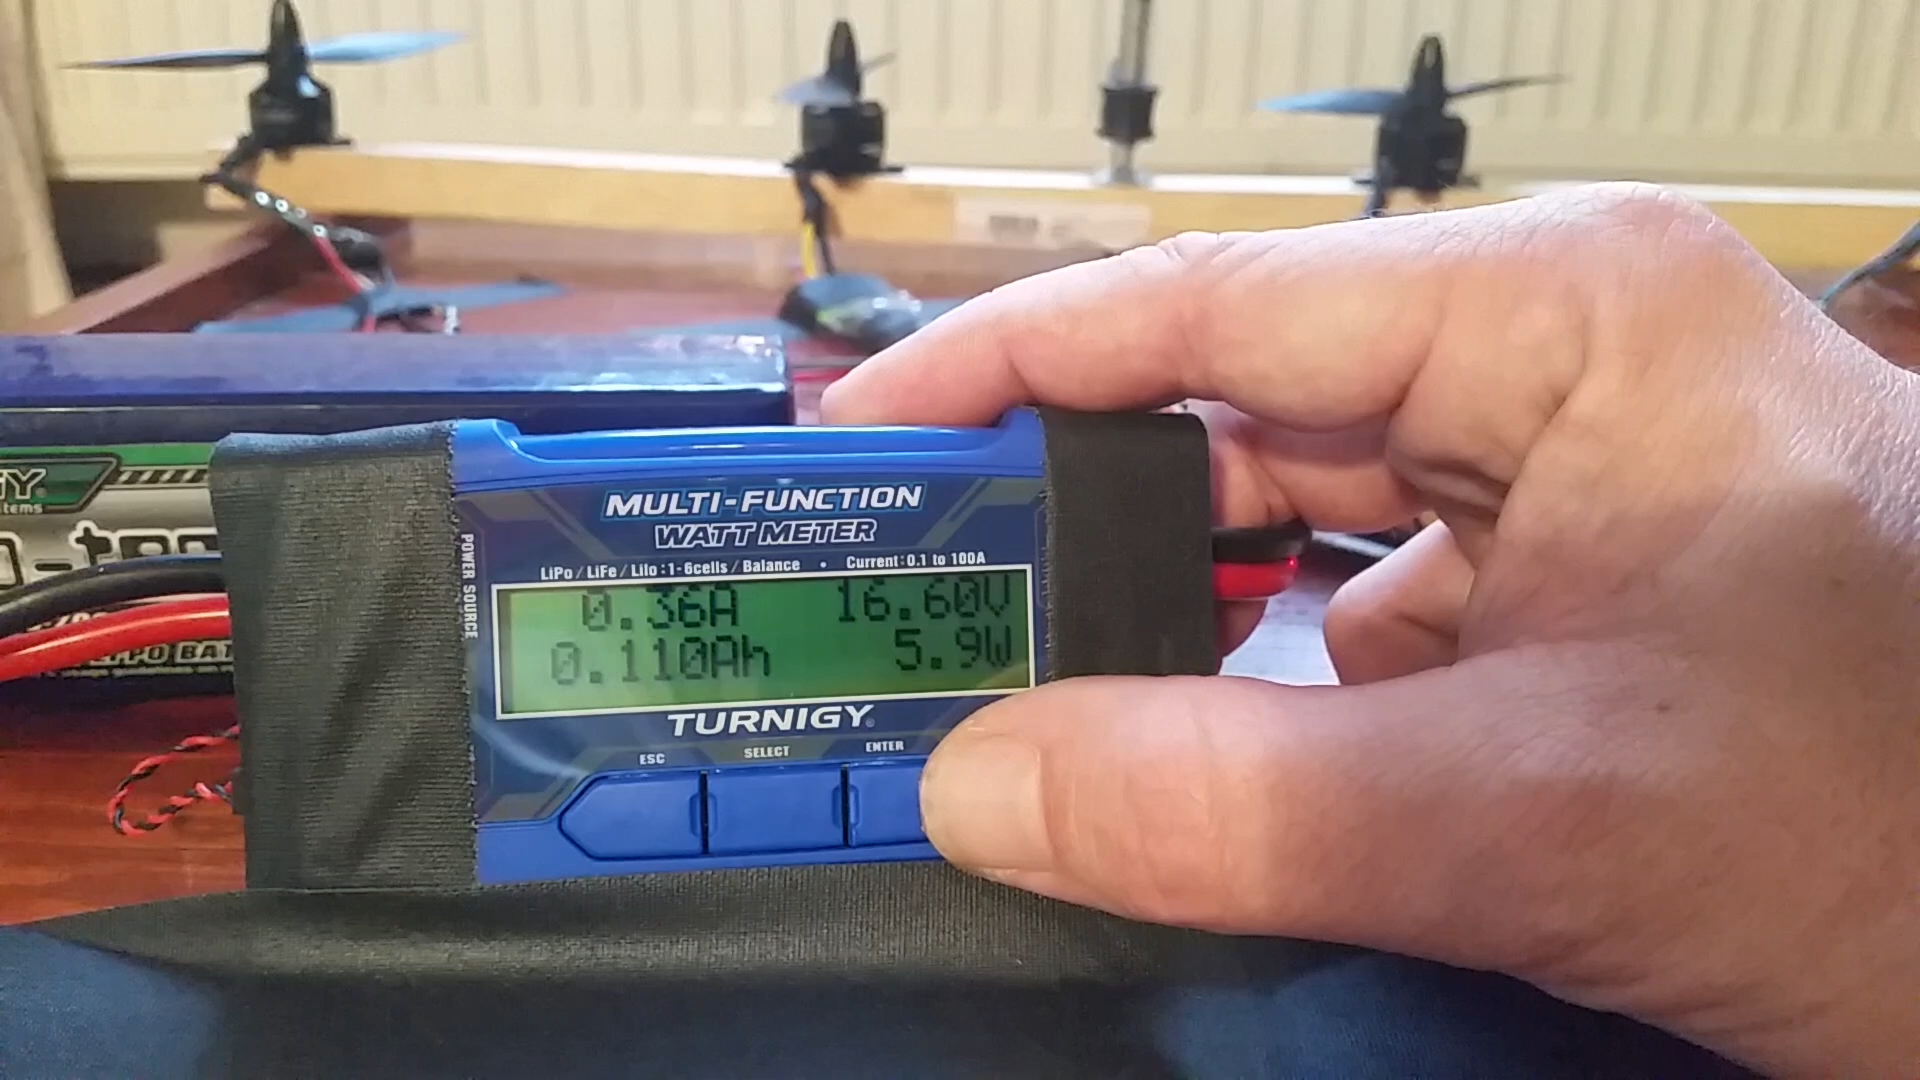 MULTI-FUNCTION
WATT METER
LiPo / LiFe / LiIo : 1-6cells / Balance • Current : 0.1 to 100A
POWER SOURCE
0.36A 16.60V
0.110Ah 5.9W
TURNIGY®
ESC SELECT ENTER